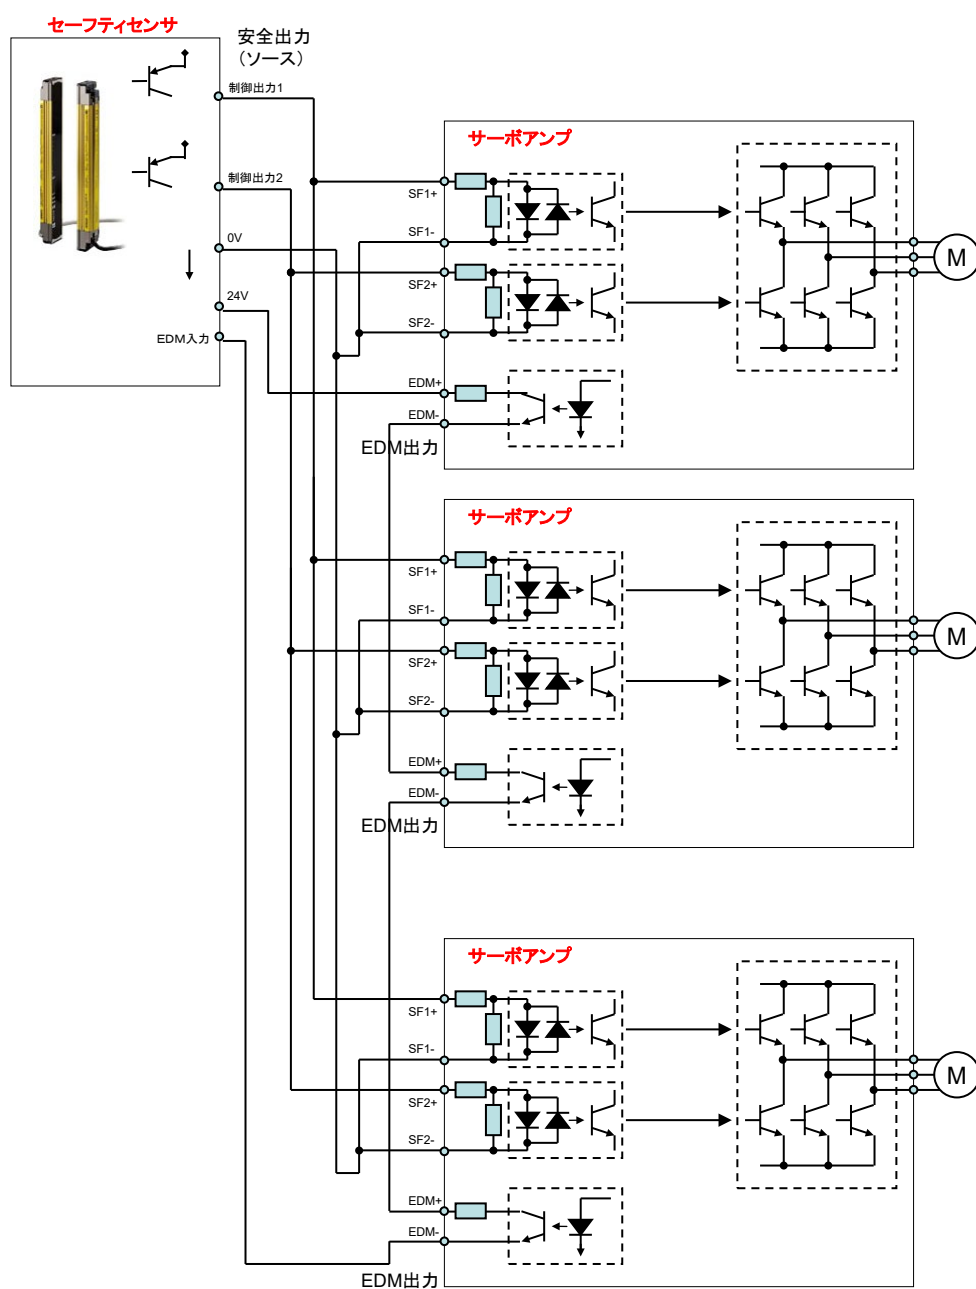 セーフティセンサ
安全出力
(ソース)
制御出力1
制御出力2
0V
24V
EDM入力
サーボアンプ
SF1+
SF1-
SF2+
SF2-
EDM+
EDM-
EDM出力
M
サーボアンプ
SF1+
SF1-
SF2+
SF2-
EDM+
EDM-
EDM出力
M
サーボアンプ
SF1+
SF1-
SF2+
SF2-
EDM+
EDM-
EDM出力
M